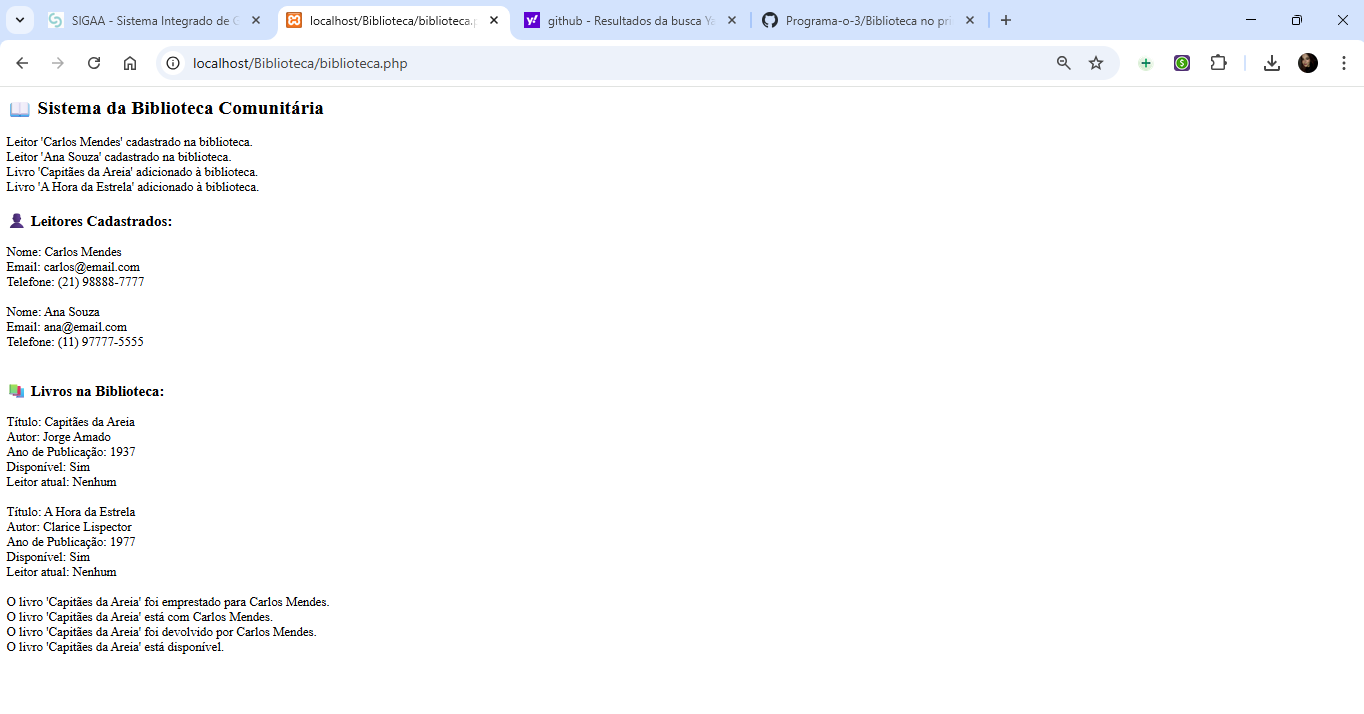 SIGAA - Sistema Integrado de G
localhost/Biblioteca/biblioteca.p
github - Resultados da busca Ya
Programa-o-3/Biblioteca no pri
localhost/Biblioteca/biblioteca.php
Sistema da Biblioteca Comunitária
Leitor 'Carlos Mendes' cadastrado na biblioteca.
Leitor 'Ana Souza' cadastrado na biblioteca.
Livro 'Capitães da Areia' adicionado à biblioteca.
Livro 'A Hora da Estrela' adicionado à biblioteca.
Leitores Cadastrados:
Nome: Carlos Mendes
Email: carlos@email.com
Telefone: (21) 98888-7777
Nome: Ana Souza
Email: ana@email.com
Telefone: (11) 97777-5555
Livros na Biblioteca:
Título: Capitães da Areia
Autor: Jorge Amado
Ano de Publicação: 1937
Disponível: Sim
Leitor atual: Nenhum
Título: A Hora da Estrela
Autor: Clarice Lispector
Ano de Publicação: 1977
Disponível: Sim
Leitor atual: Nenhum
O livro 'Capitães da Areia' foi emprestado para Carlos Mendes.
O livro 'Capitães da Areia' está com Carlos Mendes.
O livro 'Capitães da Areia' foi devolvido por Carlos Mendes.
O livro 'Capitães da Areia' está disponível.